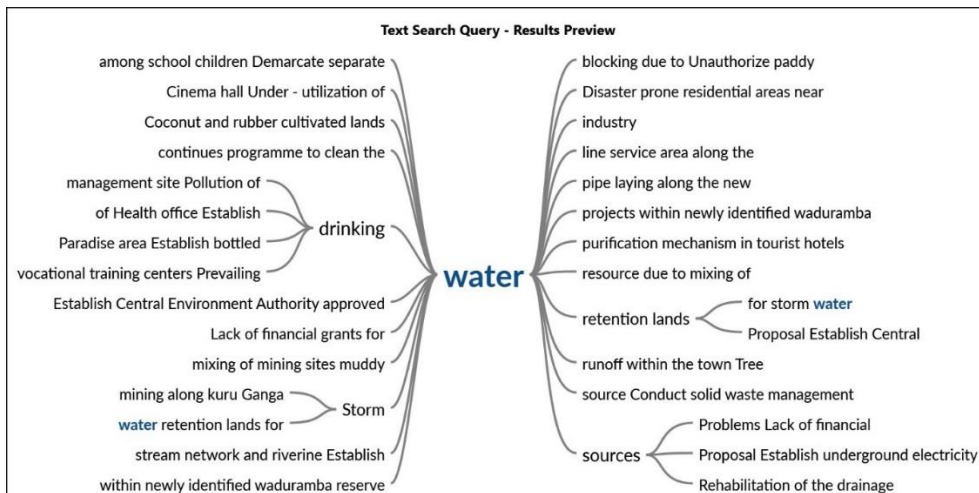 Text Search Query - Results Preview
among school children Demarcate separate
Cinema hall Under - utilization of
Coconut and rubber cultivated lands
continues programme to clean the
management site Pollution of
of Health office Establish
Paradise area Establish bottled
vocational training centers Prevailing
drinking
Establish Central Environment Authority approved
Lack of financial grants for
mixing of mining sites muddy
mining along kuru Ganga
water retention lands for
Storm
stream network and riverine Establish
within newly identified waduramba reserve
water
blocking due to Unauthorize paddy
Disaster prone residential areas near
industry
line service area along the
pipe laying along the new
projects within newly identified waduramba
purification mechanism in tourist hotels
resource due to mixing of
retention lands
for storm water
Proposal Establish Central
runoff within the town Tree
source Conduct solid waste management
sources
Problems Lack of financial
Proposal Establish underground electricity
Rehabilitation of the drainage